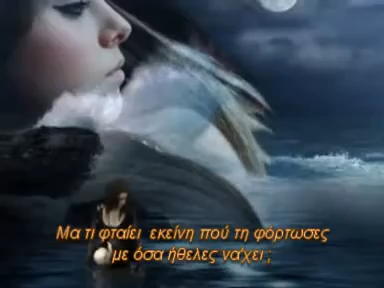 Μα τι φταίει εκείνη πού τη φόρτωσες
με όσα ήθελες να'χει ;